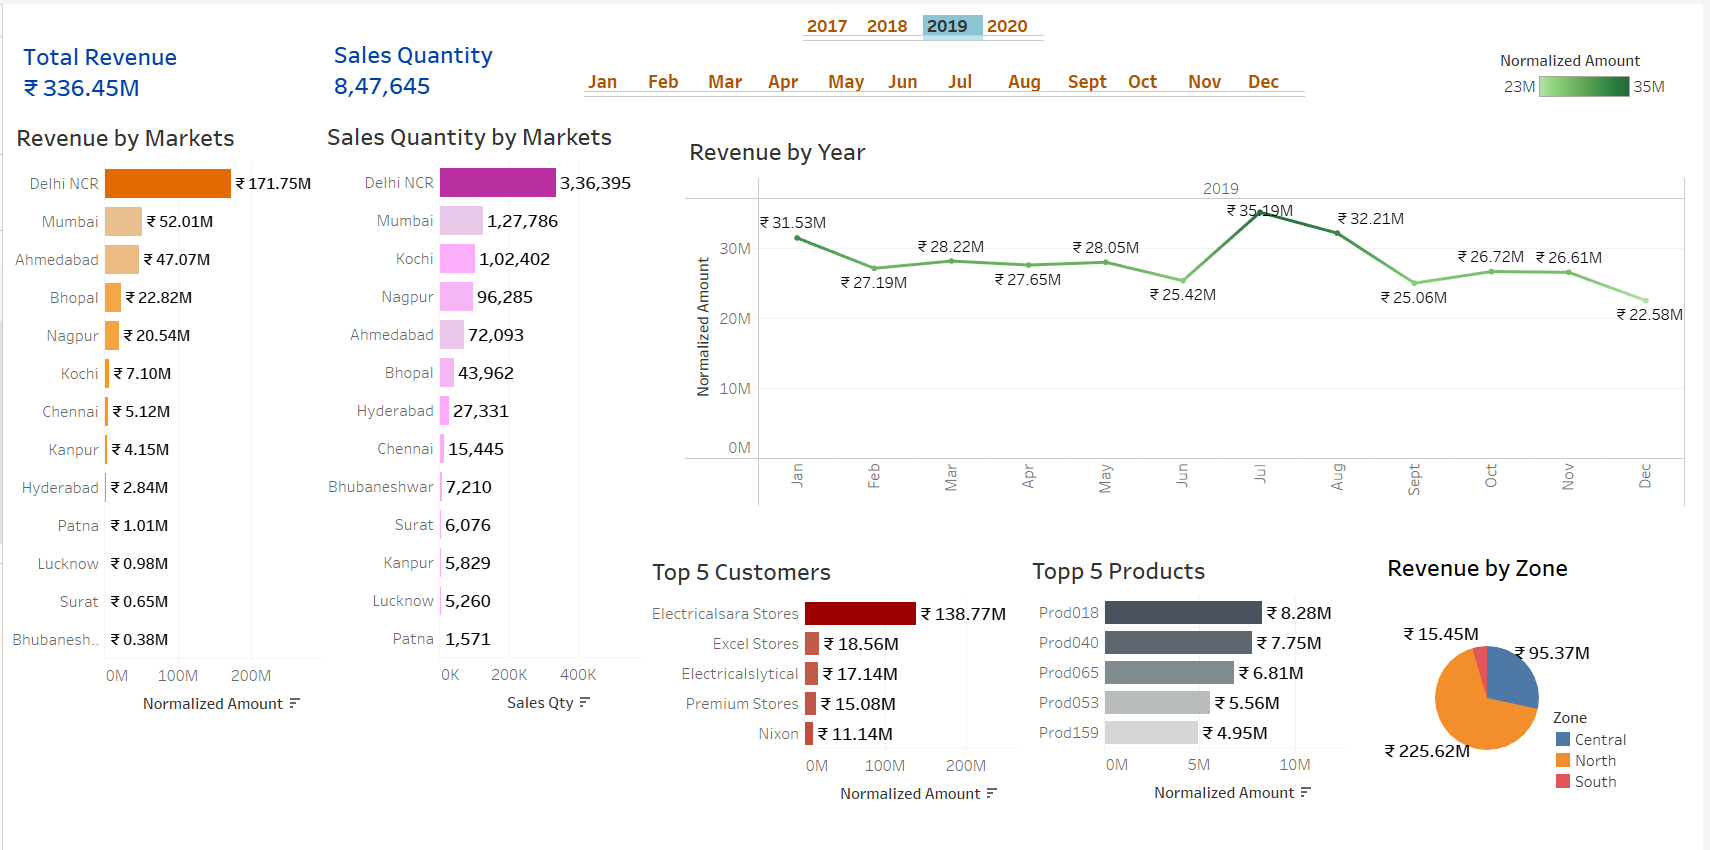 2017 2018 2019 2020
Total Revenue
₹ 336.45M
Sales Quantity
8,47,645
Jan Feb Mar Apr May Jun Jul Aug Sept Oct Nov Dec
Normalized Amount
23M 35M
Revenue by Markets
Delhi NCR ₹ 171.75M
Mumbai ₹ 52.01M
Ahmedabad ₹ 47.07M
Bhopal ₹ 22.82M
Nagpur ₹ 20.54M
Kochi ₹ 7.10M
Chennai ₹ 5.12M
Kanpur ₹ 4.15M
Hyderabad ₹ 2.84M
Patna ₹ 1.01M
Lucknow ₹ 0.98M
Surat ₹ 0.65M
Bhubanesh.. ₹ 0.38M
0M 100M 200M
Normalized Amount
Sales Quantity by Markets
Delhi NCR 3,36,395
Mumbai 1,27,786
Kochi 1,02,402
Nagpur 96,285
Ahmedabad 72,093
Bhopal 43,962
Hyderabad 27,331
Chennai 15,445
Bhubaneshwar 7,210
Surat 6,076
Kanpur 5,829
Lucknow 5,260
Patna 1,571
0K 200K 400K
Sales Qty
Revenue by Year
2019
Normalized Amount
30M
20M
10M
0M
₹ 31.53M
₹ 27.19M
₹ 28.22M
₹ 27.65M
₹ 28.05M
₹ 25.42M
₹ 35.19M
₹ 32.21M
₹ 25.06M
₹ 26.72M
₹ 26.61M
₹ 22.58M
Jan Feb Mar Apr May Jun Jul Aug Sept Oct Nov Dec
Top 5 Customers
Electricalsara Stores ₹ 138.77M
Excel Stores ₹ 18.56M
Electricalslytical ₹ 17.14M
Premium Stores ₹ 15.08M
Nixon ₹ 11.14M
0M 100M 200M
Normalized Amount
Topp 5 Products
Prod018 ₹ 8.28M
Prod040 ₹ 7.75M
Prod065 ₹ 6.81M
Prod053 ₹ 5.56M
Prod159 ₹ 4.95M
0M 5M 10M
Normalized Amount
Revenue by Zone
₹ 15.45M
₹ 95.37M
₹ 225.62M
Zone
Central
North
South